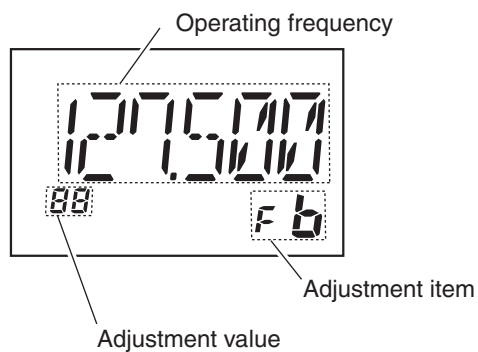 Operating frequency
127.500
88
F b
Adjustment item
Adjustment value